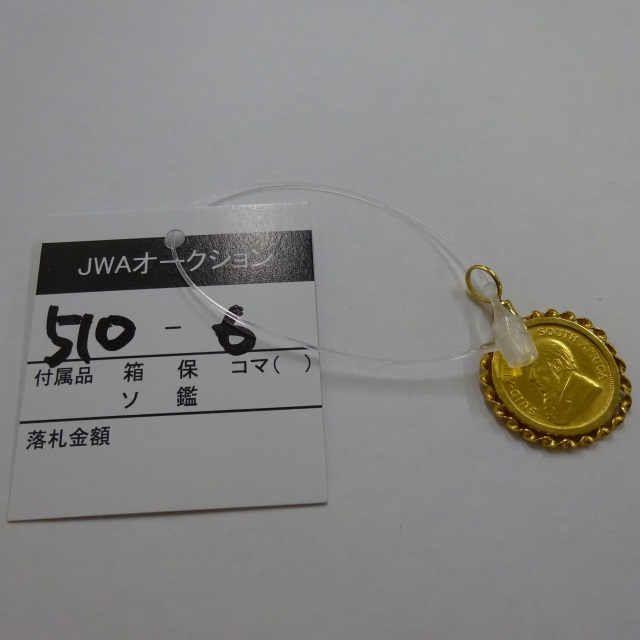 JWAオークション
510 - 6
付属品 箱 保 コマ( )
ソ 鑑
落札金額
SOUTH AFRICA